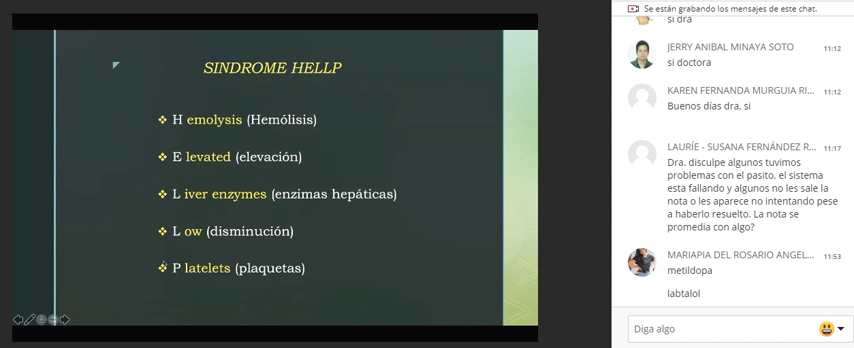 SINDROME HELLP
H emolysis (Hemólisis)
E levated (elevación)
L iver enzymes (enzimas hepáticas)
L ow (disminución)
P latelets (plaquetas)
Se están grabando los mensajes de este chat.
si dra
JERRY ANIBAL MINAYA SOTO 11:12
si doctora
KAREN FERNANDA MURGUIA RI... 11:12
Buenos días dra, si
LAURÍE - SUSANA FERNÁNDEZ R... 11:17
Dra. disculpe algunos tuvimos
problemas con el pasito, el sistema
esta fallando y algunos no les sale la
nota o les aparece no intentando pese
a haberlo resuelto. La nota se
promedia con algo?
MARIAPIA DEL ROSARIO ANGEL... 11:53
metildopa
labtalol
Diga algo